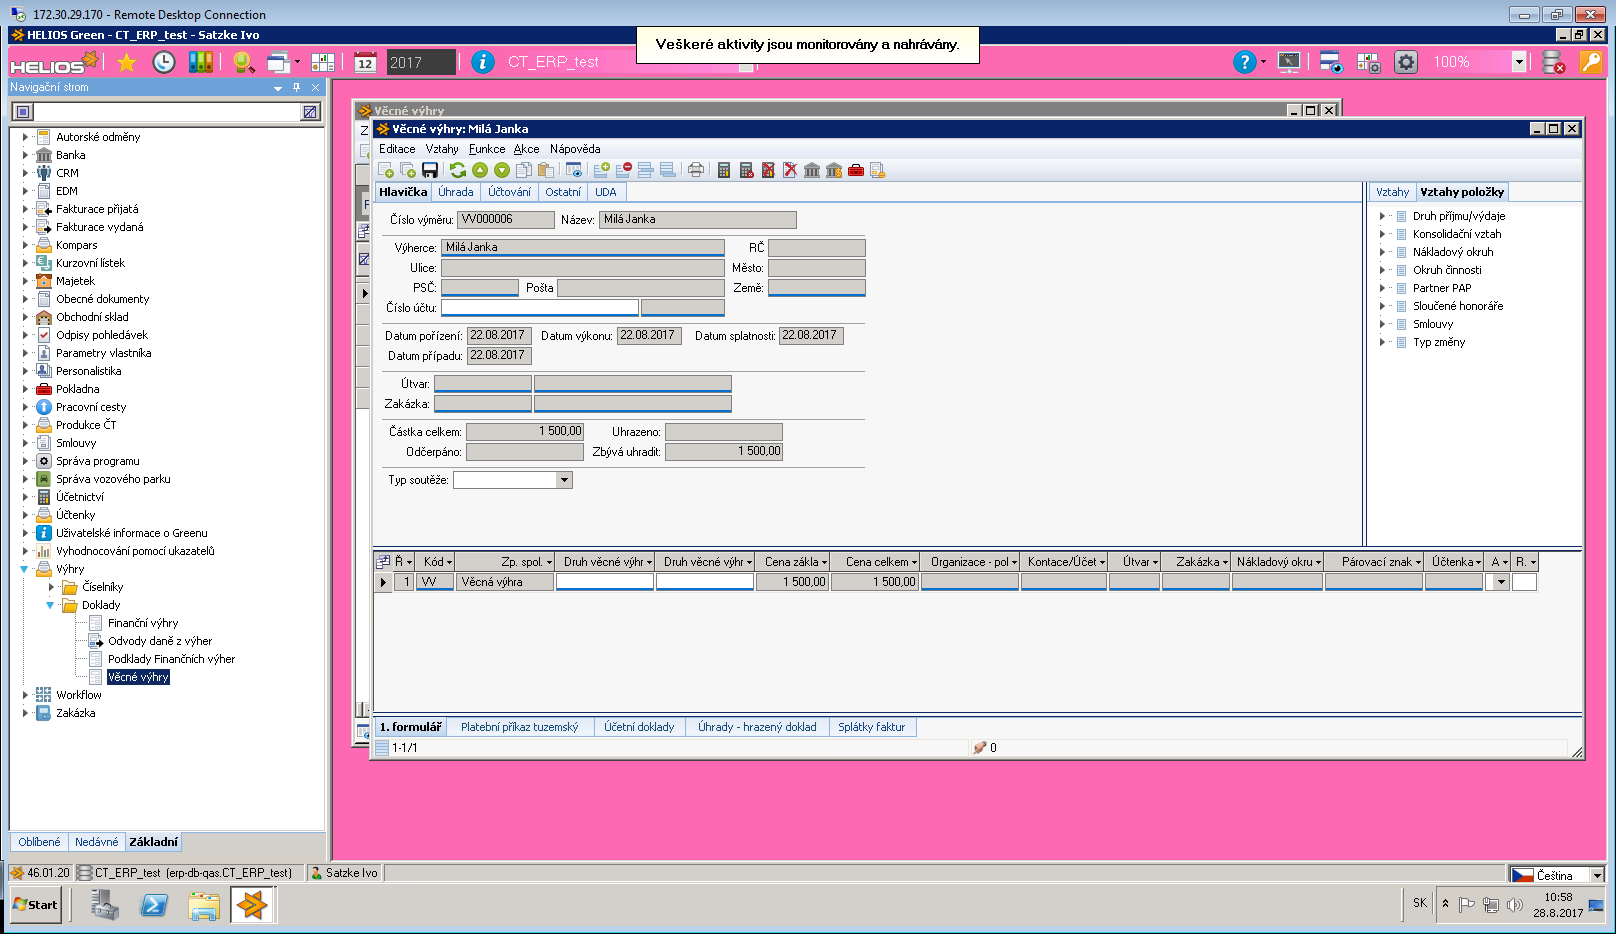 172.30.29.170 - Remote Desktop Connection
HELIOS Green - CT_ERP_test - Satzke Ivo
Veškeré aktivity jsou monitorovány a nahrávány.
HELIOS
12
2017
CT_ERP_test
100%
Navigační strom
Autorské odměny
Banka
CRM
EDM
Fakturace přijatá
Fakturace vydaná
Kompars
Kurzovní lístek
Majetek
Obecné dokumenty
Obchodní sklad
Odpisy pohledávek
Parametry vlastníka
Personalistika
Pokladna
Pracovní cesty
Produkce ČT
Smlouvy
Správa programu
Správa vozového parku
Účetnictví
Účtenky
Uživatelské informace o Greenu
Vyhodnocování pomocí ukazatelů
Výhry
Číselníky
Doklady
Finanční výhry
Odvody daně z výher
Podklady Finančních výher
Věcné výhry
Workflow
Zakázka
Oblíbené Nedávné Základní
Věcné výhry
Věcné výhry: Milá Janka
Editace Vztahy Funkce Akce Nápověda
Hlavička Úhrada Účtování Ostatní UDA
Číslo výměru: VV000006 Název: Milá Janka
Výherce: Milá Janka RČ
Ulice: Město:
PSČ: Pošta Země:
Číslo účtu:
Datum pořízení: 22.08.2017 Datum výkonu: 22.08.2017 Datum splatnosti: 22.08.2017
Datum případu: 22.08.2017
Útvar:
Zakázka:
Částka celkem: 1 500,00 Uhrazeno:
Odčerpáno: Zbývá uhradit: 1 500,00
Typ soutěže:
Vztahy Vztahy položky
Druh příjmu/výdaje
Konsolidační vztah
Nákladový okruh
Okruh činnosti
Partner PAP
Sloučené honoráře
Smlouvy
Typ změny
Ř Kód Zp. spol. Druh věcné výhr Druh věcné výhr Cena zákla Cena celkem Organizace - pol Kontace/Účet Útvar Zakázka Nákladový okru Párovací znak Účtenka A R.
1 VV Věcná výhra 1 500,00 1 500,00
1. formulář Platební příkaz tuzemský Účetní doklady Úhrady - hrazený doklad Splátky faktur
1-1/1 0
46.01.20 CT_ERP_test (erp-db-qas.CT_ERP_test) Satzke Ivo Čeština
Start
SK
10:58
28.8.2017